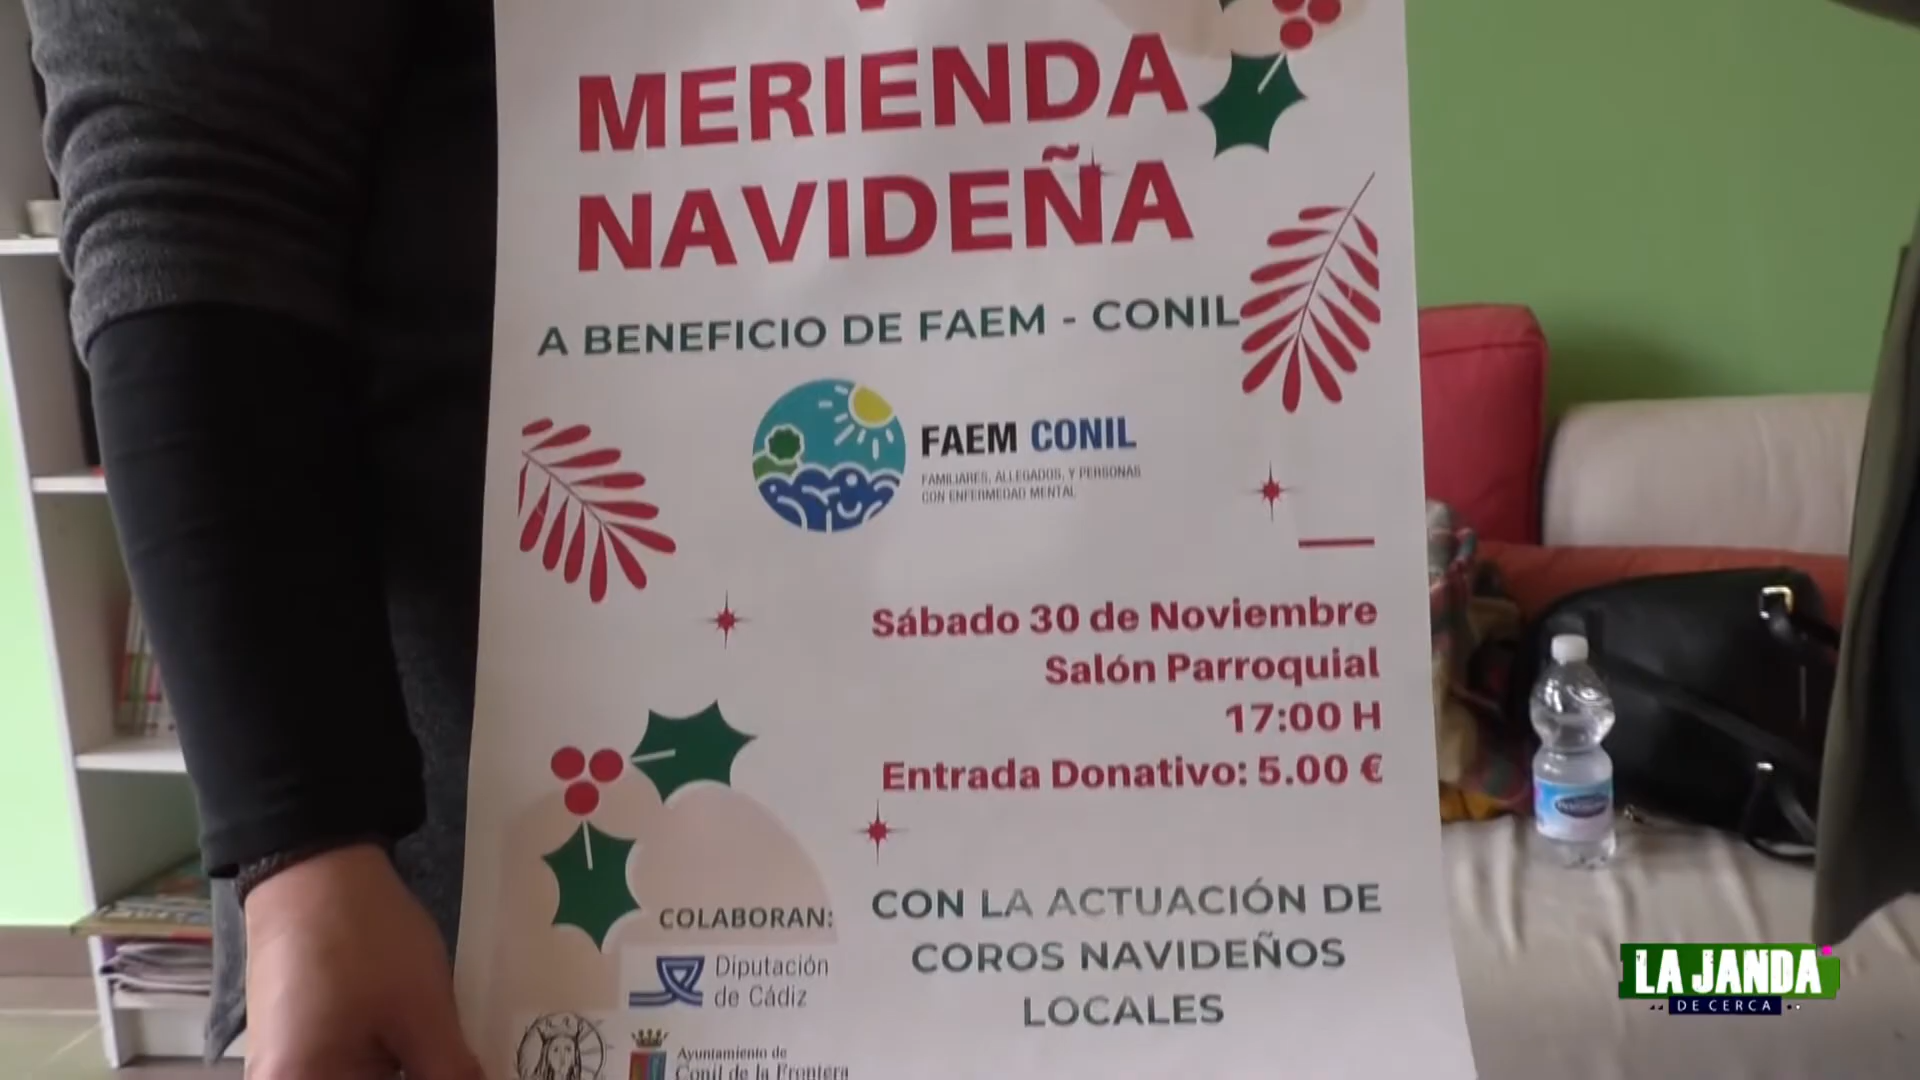 V
MERIENDA
NAVIDEÑA
A BENEFICIO DE FAEM - CONIL
FAEM CONIL
FAMILIARES, ALLEGADOS, Y PERSONAS
CON ENFERMEDAD MENTAL
Sábado 30 de Noviembre
Salón Parroquial
17:00 H
Entrada Donativo: 5.00 €
COLABORAN:
Diputación
de Cádiz
Ayuntamiento de
Conil de la Frontera
CON LA ACTUACIÓN DE
COROS NAVIDEÑOS
LOCALES
LA JANDA
DE CERCA